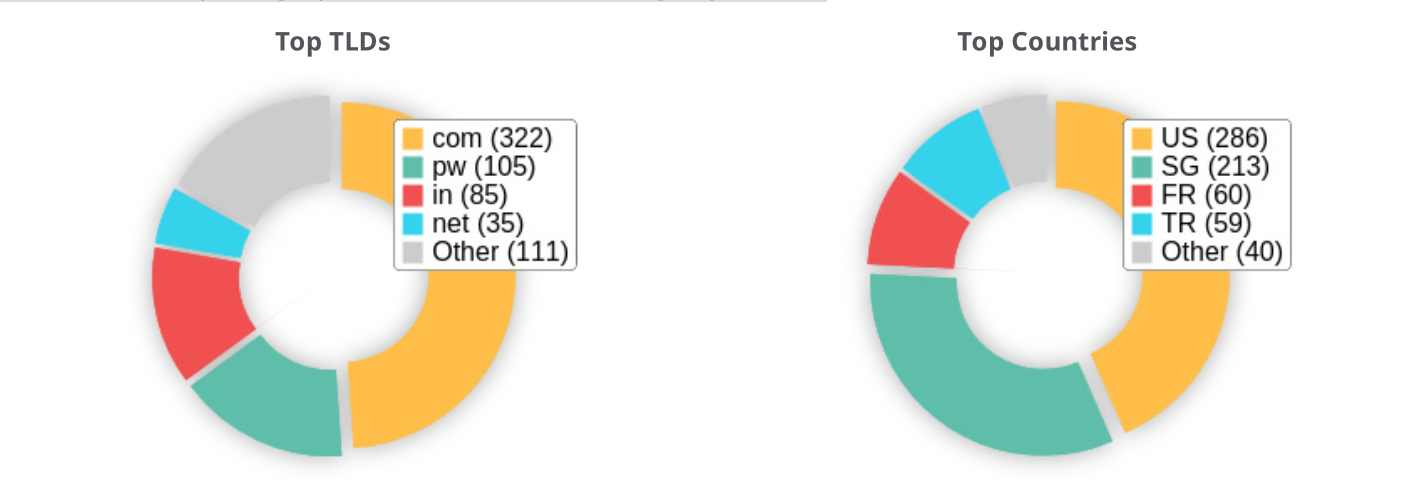 Top TLDs
com (322)
pw (105)
in (85)
net (35)
Other (111)
Top Countries
US (286)
SG (213)
FR (60)
TR (59)
Other (40)